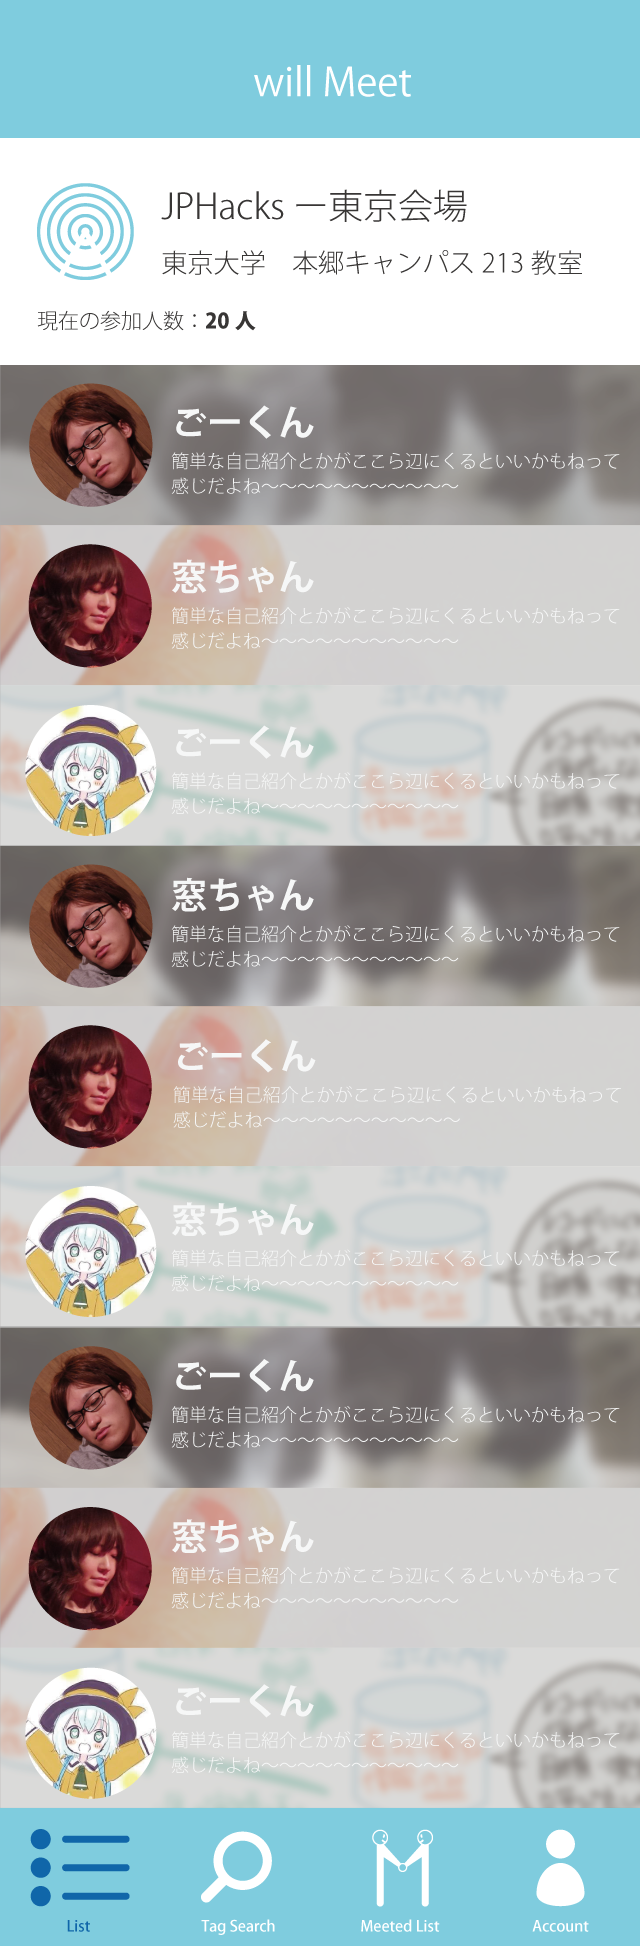 will Meet
JPHacks ー東京会場
東京大学　本郷キャンパス 213 教室
現在の参加人数：20 人
ごーくん
簡単な自己紹介とかがここら辺にくるといいかもねって
感じだよね〜〜〜〜〜〜〜〜〜〜〜
窓ちゃん
簡単な自己紹介とかがここら辺にくるといいかもねって
感じだよね〜〜〜〜〜〜〜〜〜〜〜
ごーくん
簡単な自己紹介とかがここら辺にくるといいかもねって
感じだよね〜〜〜〜〜〜〜〜〜〜〜
窓ちゃん
簡単な自己紹介とかがここら辺にくるといいかもねって
感じだよね〜〜〜〜〜〜〜〜〜〜〜
ごーくん
簡単な自己紹介とかがここら辺にくるといいかもねって
感じだよね〜〜〜〜〜〜〜〜〜〜〜
窓ちゃん
簡単な自己紹介とかがここら辺にくるといいかもねって
感じだよね〜〜〜〜〜〜〜〜〜〜〜
ごーくん
簡単な自己紹介とかがここら辺にくるといいかもねって
感じだよね〜〜〜〜〜〜〜〜〜〜〜
窓ちゃん
簡単な自己紹介とかがここら辺にくるといいかもねって
感じだよね〜〜〜〜〜〜〜〜〜〜〜
ごーくん
簡単な自己紹介とかがここら辺にくるといいかもねって
感じだよね〜〜〜〜〜〜〜〜〜〜〜
List
Tag Search
Meeted List
Account